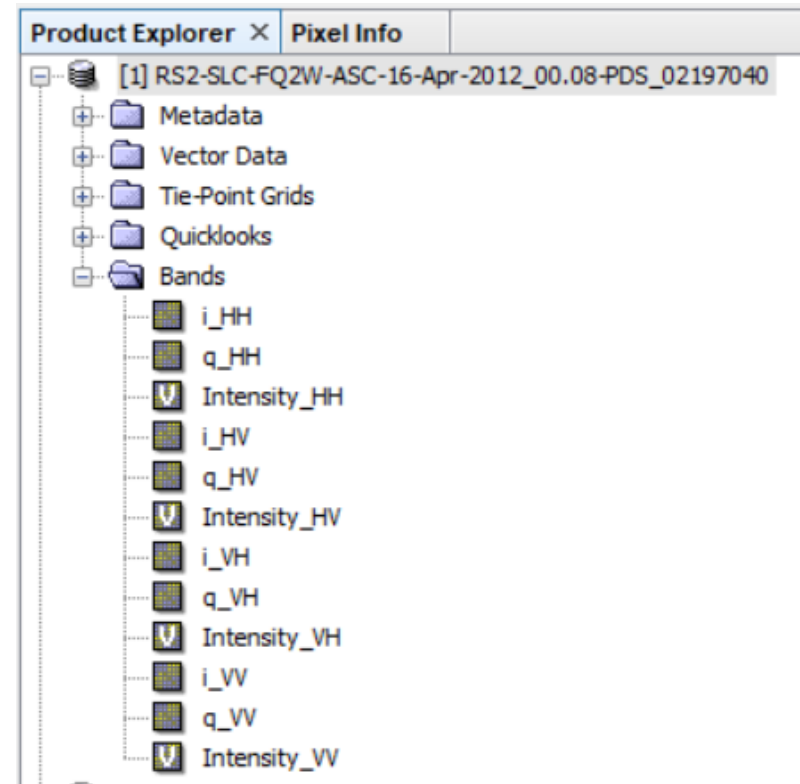 Product Explorer × Pixel Info
[1] RS2-SLC-FQ2W-ASC-16-Apr-2012_00.08-PDS_02197040
Metadata
Vector Data
Tie-Point Grids
Quicklooks
Bands
i_HH
q_HH
Intensity_HH
i_HV
q_HV
Intensity_HV
i_VH
q_VH
Intensity_VH
i_VV
q_VV
Intensity_VV